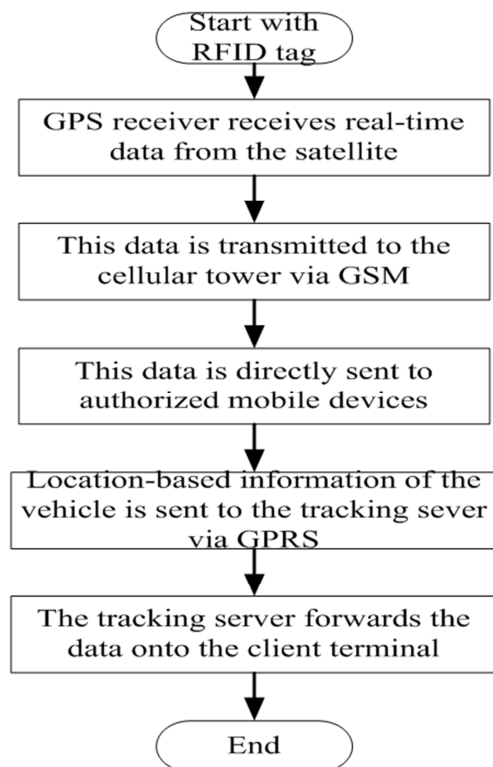 Start with
RFID tag
GPS receiver receives real-time
data from the satellite
This data is transmitted to the
cellular tower via GSM
This data is directly sent to
authorized mobile devices
Location-based information of the
vehicle is sent to the tracking sever
via GPRS
The tracking server forwards the
data onto the client terminal
End